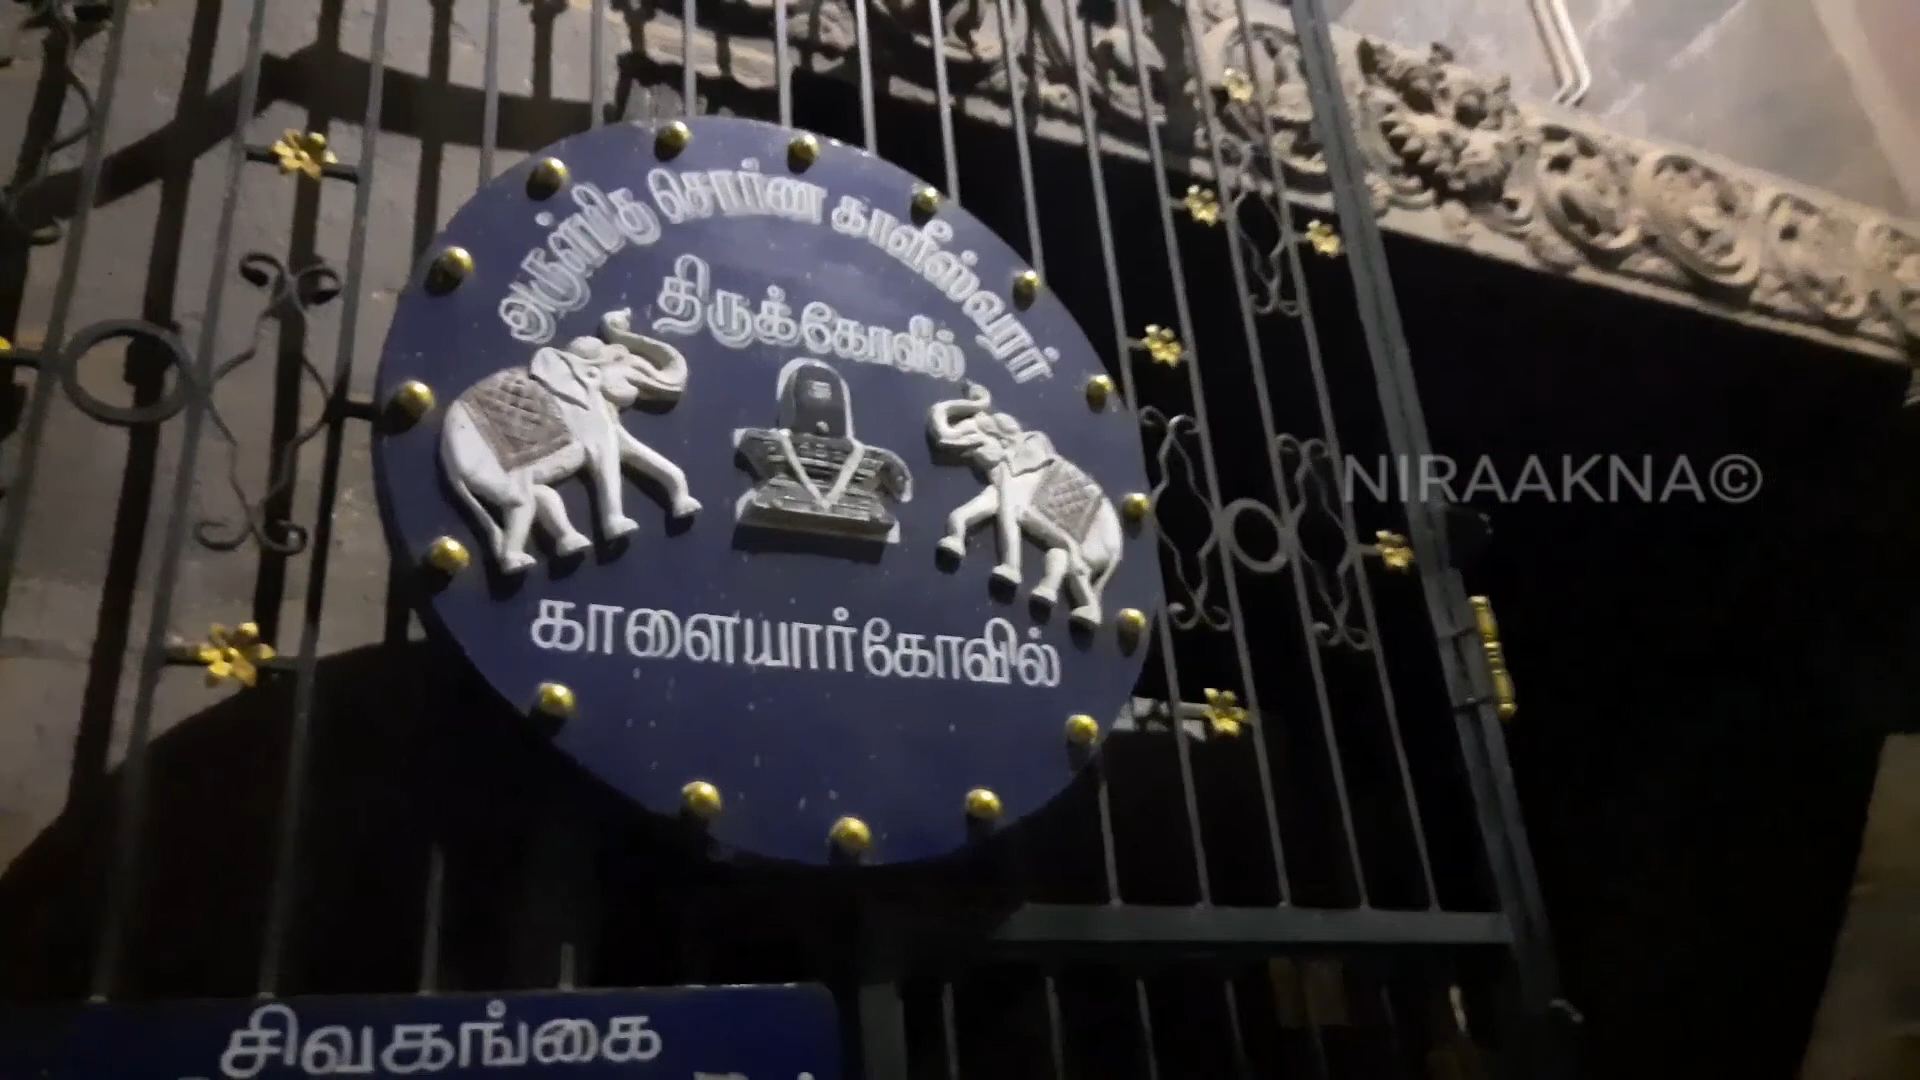 அருள்மிகு சொர்ண காளீஸ்வரர்
திருக்கோவில்
காளையார்கோவில்
NIRAAKNA©
சிவகங்கை